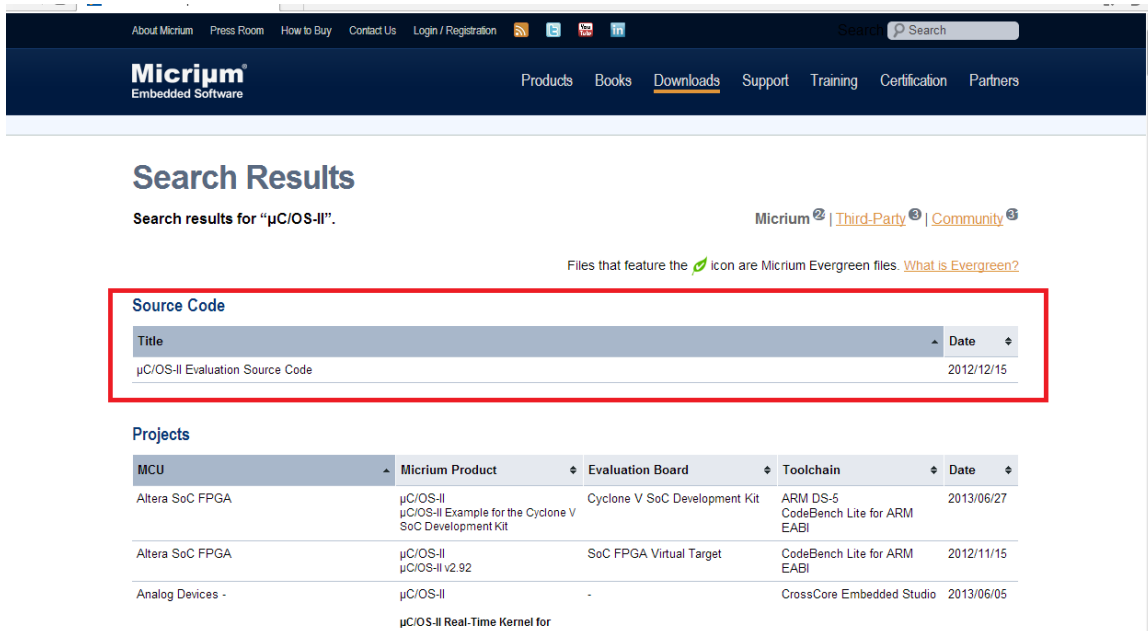 About Micrium Press Room How to Buy Contact Us Login / Registration Search Search
Micriµm
Embedded Software
Products Books Downloads Support Training Certification Partners
Search Results
Search results for “µC/OS-II”.
Micrium | Third-Party 3 | Community
Files that feature the icon are Micrium Evergreen files. What is Evergreen?
Source Code
Title Date
µC/OS-II Evaluation Source Code 2012/12/15
Projects
MCU Micrium Product Evaluation Board Toolchain Date
Altera SoC FPGA µC/OS-II Cyclone V SoC Development Kit ARM DS-5 2013/06/27
µC/OS-II Example for the Cyclone V CodeBench Lite for ARM
SoC Development Kit EABI
Altera SoC FPGA µC/OS-II SoC FPGA Virtual Target CodeBench Lite for ARM 2012/11/15
µC/OS-II v2.92 EABI
Analog Devices - µC/OS-II - CrossCore Embedded Studio 2013/06/05
µC/OS-II Real-Time Kernel for